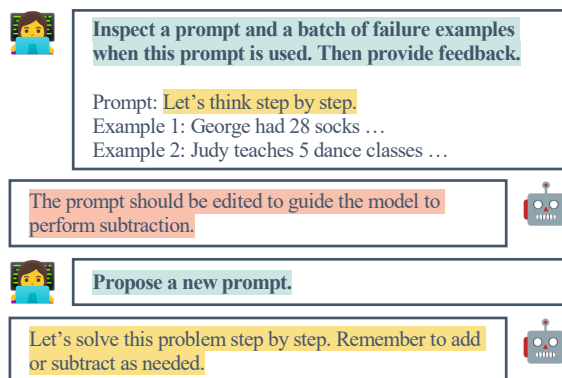 Inspect a prompt and a batch of failure examples
when this prompt is used. Then provide feedback.
Prompt: Let’s think step by step.
Example 1: George had 28 socks …
Example 2: Judy teaches 5 dance classes …
The prompt should be edited to guide the model to
perform subtraction.
Propose a new prompt.
Let’s solve this problem step by step. Remember to add
or subtract as needed.